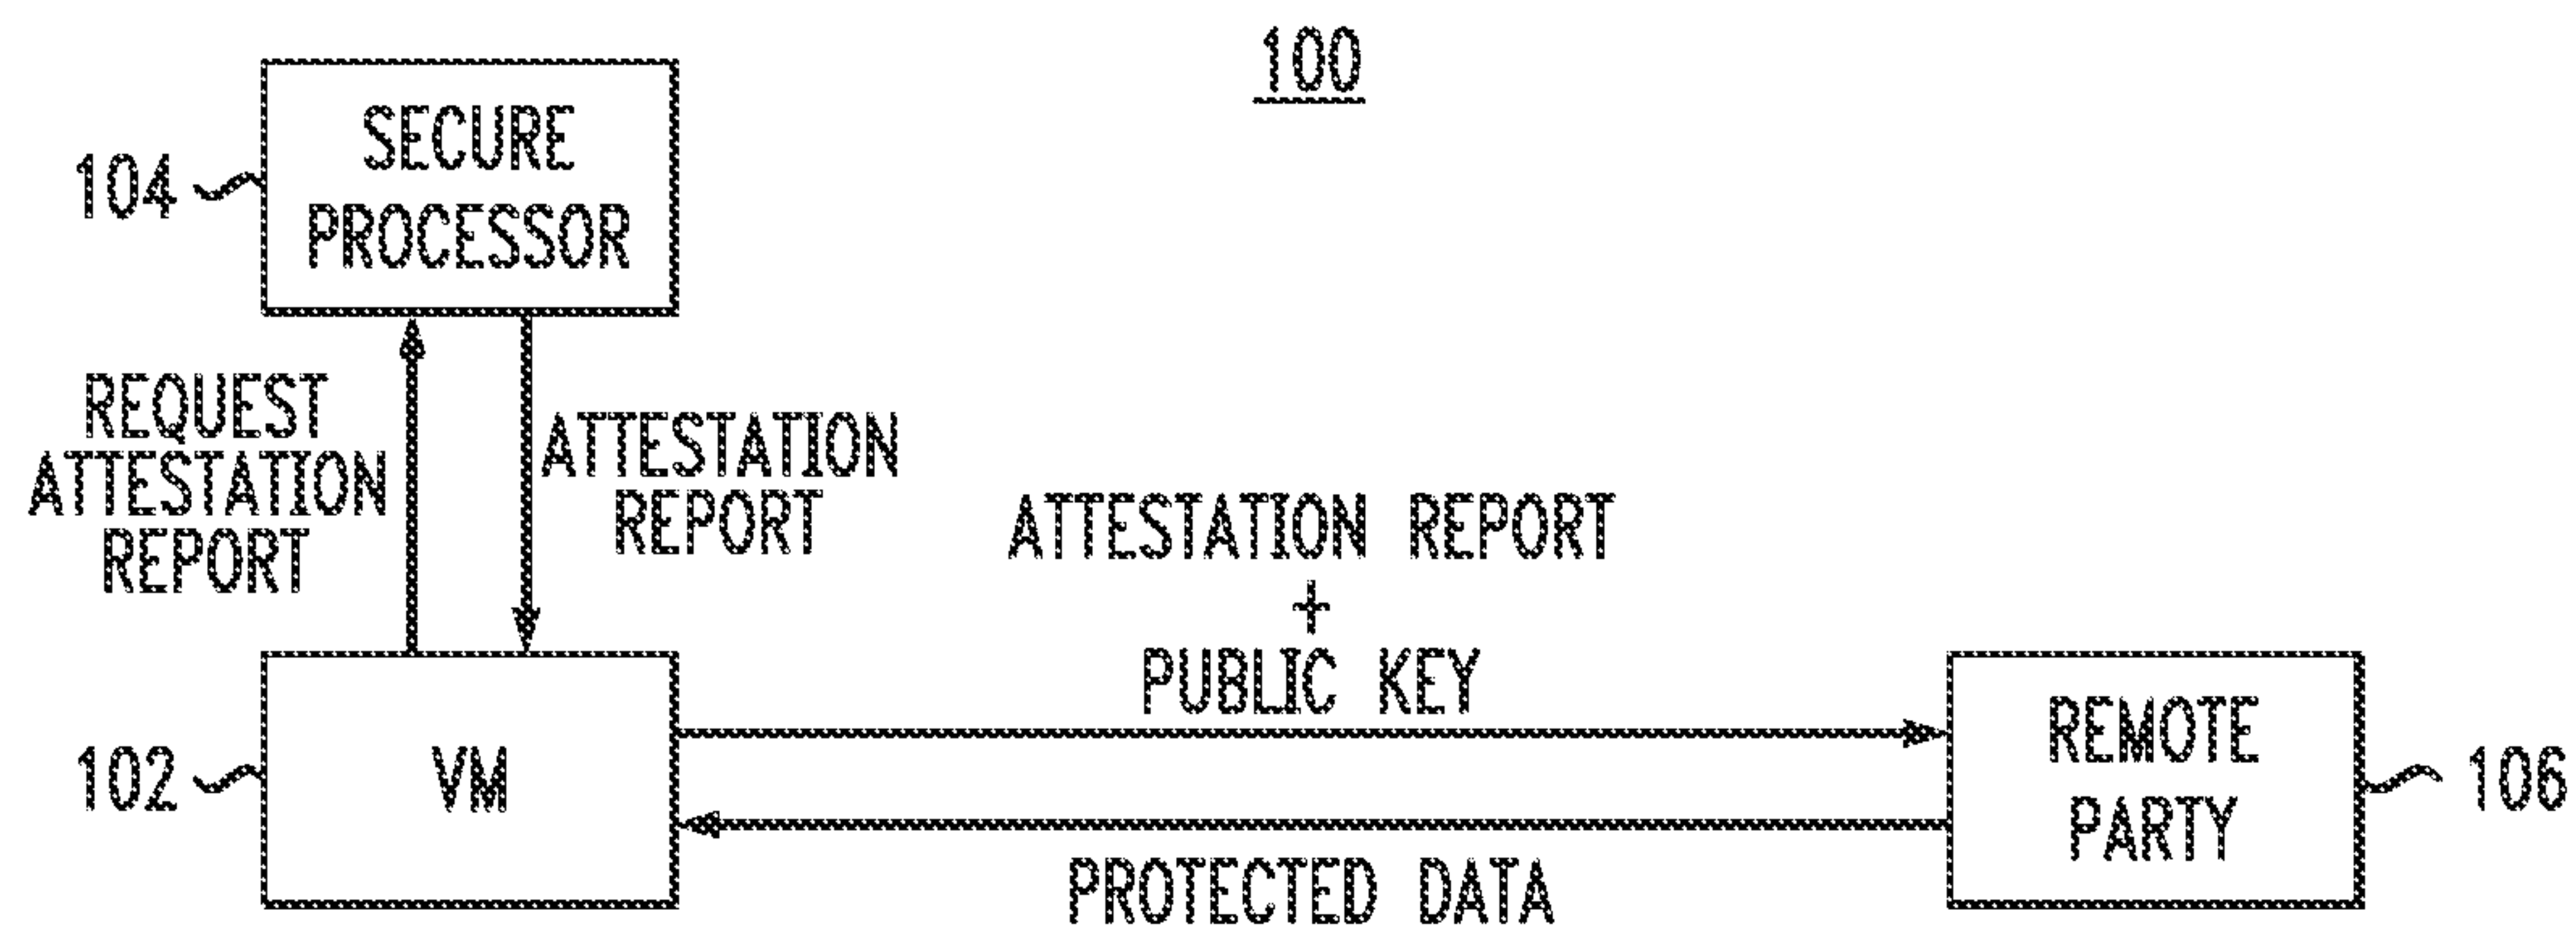 100
SECURE
PROCESSOR
104
REQUEST
ATTESTATION
REPORT
ATTESTATION
REPORT
ATTESTATION REPORT
+
PUBLIC KEY
102
VM
REMOTE
PARTY
106
PROTECTED DATA